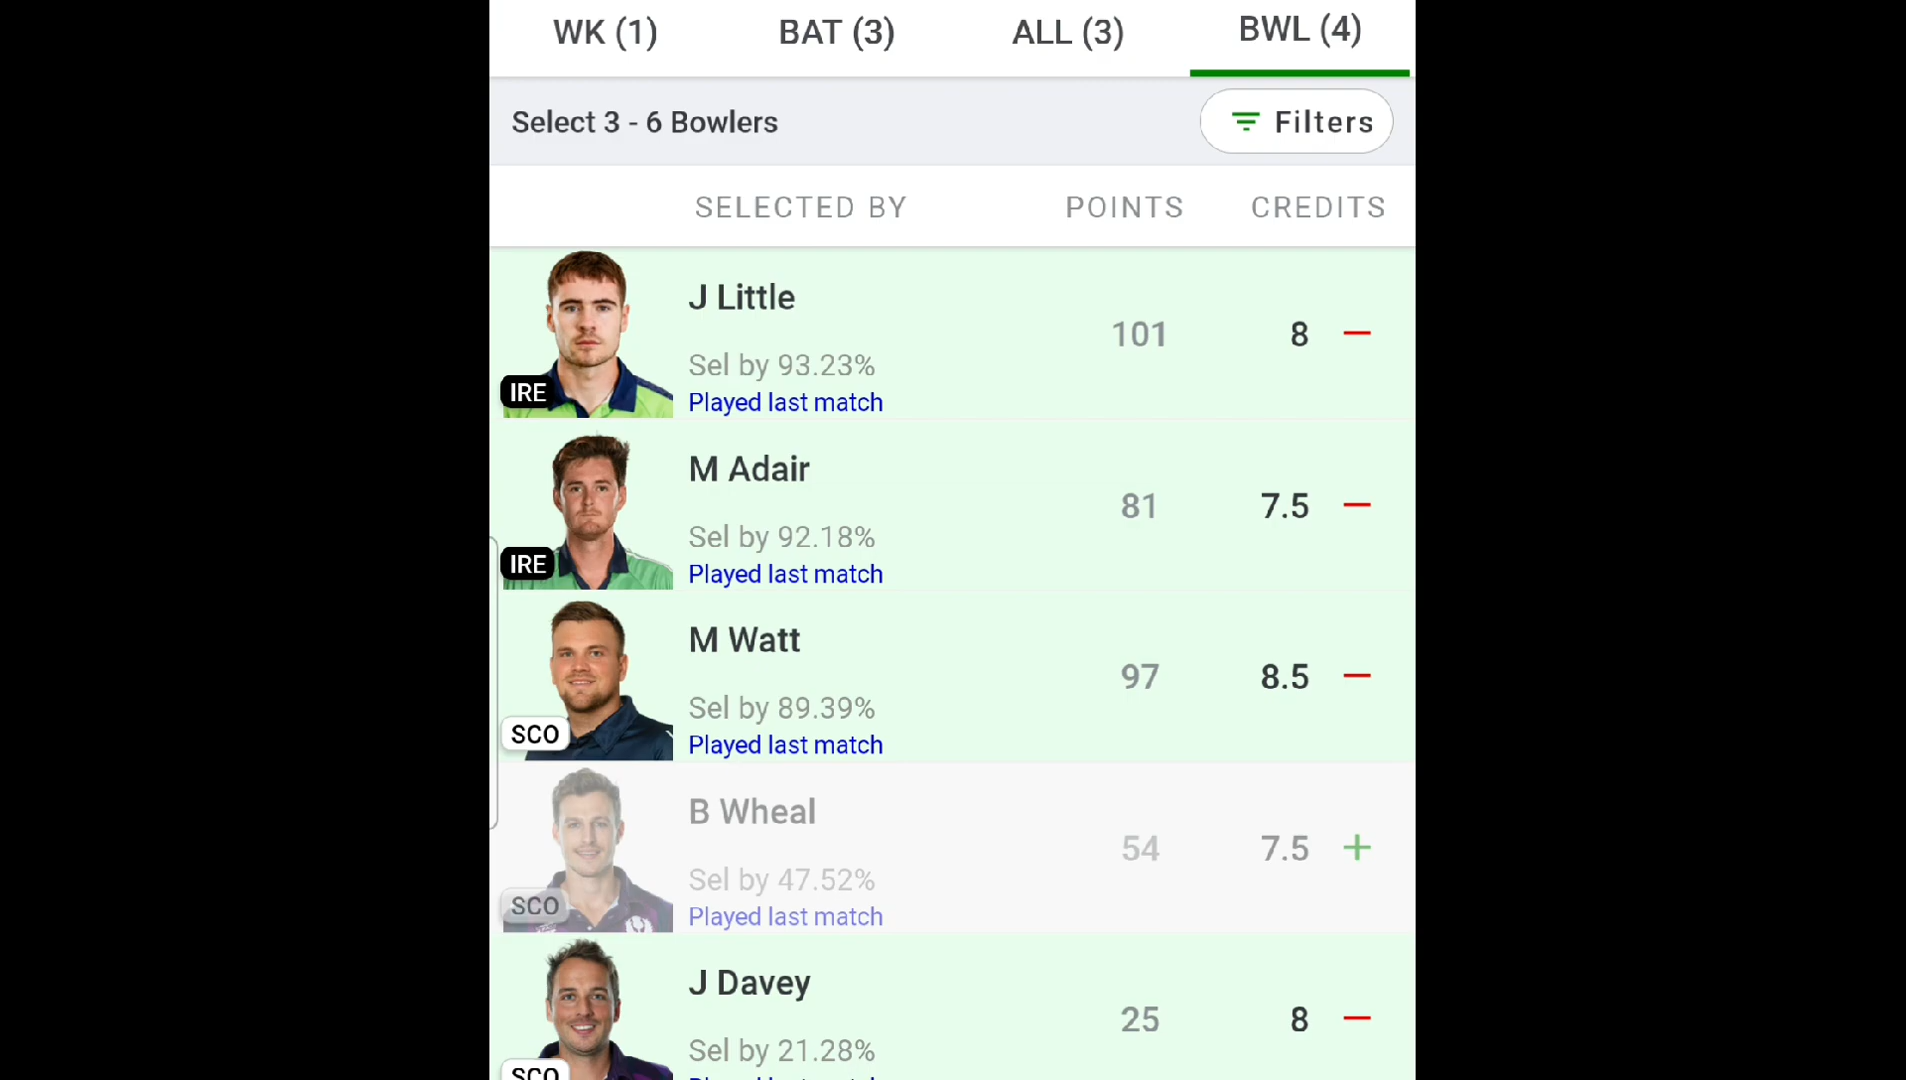 WK (1) BAT (3) ALL (3) BWL (4)
Select 3 - 6 Bowlers Filters
SELECTED BY POINTS CREDITS
J Little
101 8
Sel by 93.23%
IRE
Played last match
M Adair
81 7.5
Sel by 92.18%
IRE
Played last match
M Watt
97 8.5
Sel by 89.39%
SCO
Played last match
B Wheal
54 7.5
Sel by 47.52%
SCO
Played last match
J Davey
25 8
Sel by 21.28%
SCO
Played last match